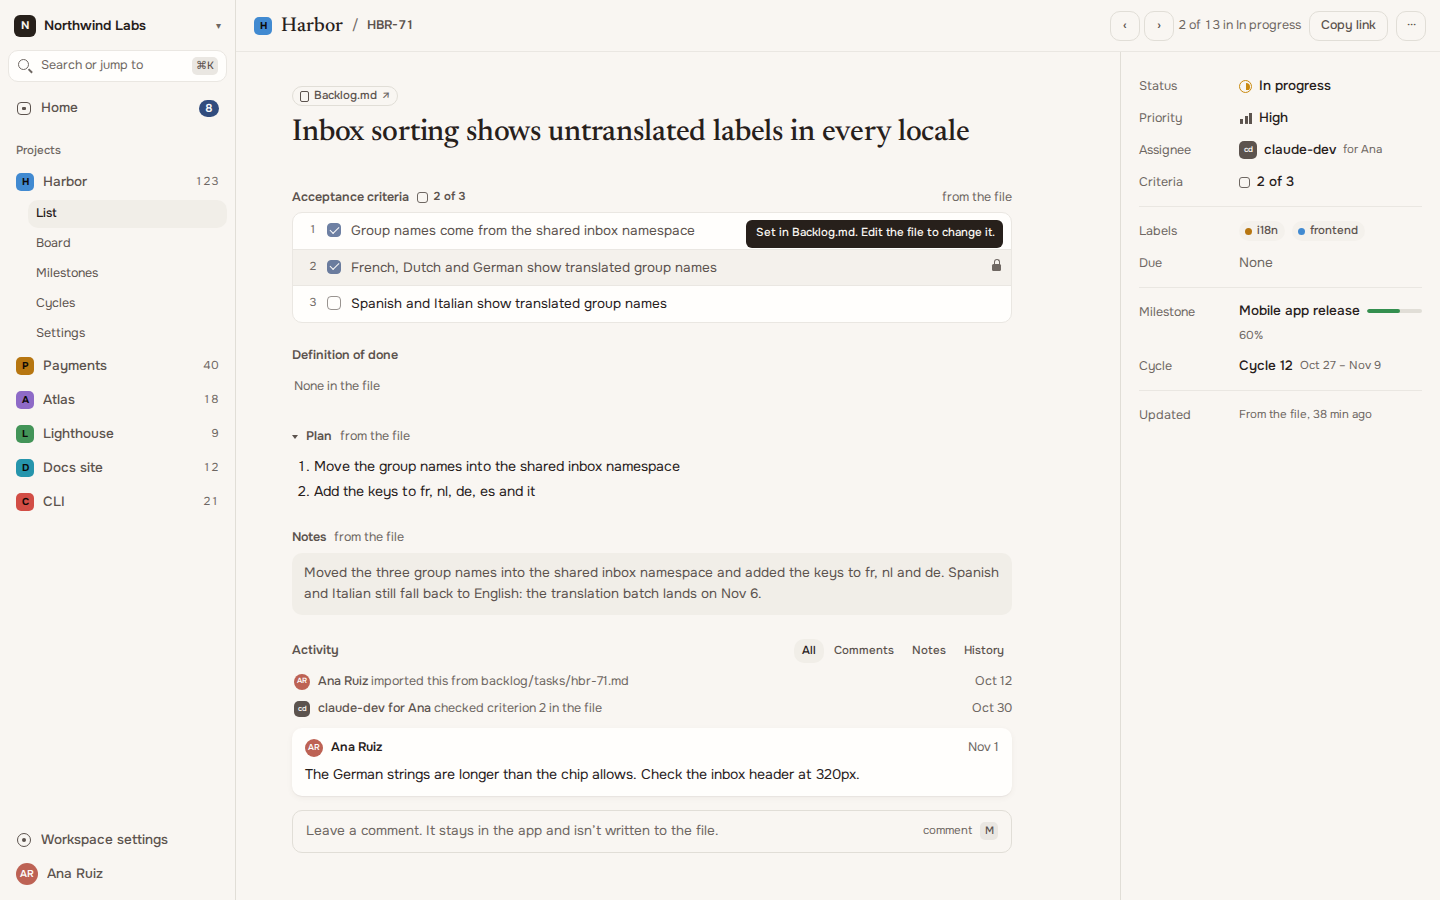 N Northwind Labs
Search or jump to ⌘K
Home 8
Projects
H Harbor 123
List
Board
Milestones
Cycles
Settings
P Payments 40
A Atlas 18
L Lighthouse 9
D Docs site 12
C CLI 21
Workspace settings
AR Ana Ruiz
H Harbor / HBR-71
‹ › 2 of 13 in In progress Copy link ···
Backlog.md ↗
Inbox sorting shows untranslated labels in every locale
Acceptance criteria 2 of 3 from the file
1 Group names come from the shared inbox namespace
Set in Backlog.md. Edit the file to change it.
2 French, Dutch and German show translated group names
3 Spanish and Italian show translated group names
Definition of done
None in the file
Plan from the file
1. Move the group names into the shared inbox namespace
2. Add the keys to fr, nl, de, es and it
Notes from the file
Moved the three group names into the shared inbox namespace and added the keys to fr, nl and de. Spanish
and Italian still fall back to English: the translation batch lands on Nov 6.
Activity All Comments Notes History
AR Ana Ruiz imported this from backlog/tasks/hbr-71.md Oct 12
cd claude-dev for Ana checked criterion 2 in the file Oct 30
AR Ana Ruiz Nov 1
The German strings are longer than the chip allows. Check the inbox header at 320px.
Leave a comment. It stays in the app and isn't written to the file. comment M
Status In progress
Priority High
Assignee cd claude-dev for Ana
Criteria 2 of 3
Labels i18n frontend
Due None
Milestone Mobile app release
60%
Cycle Cycle 12 Oct 27 – Nov 9
Updated From the file, 38 min ago